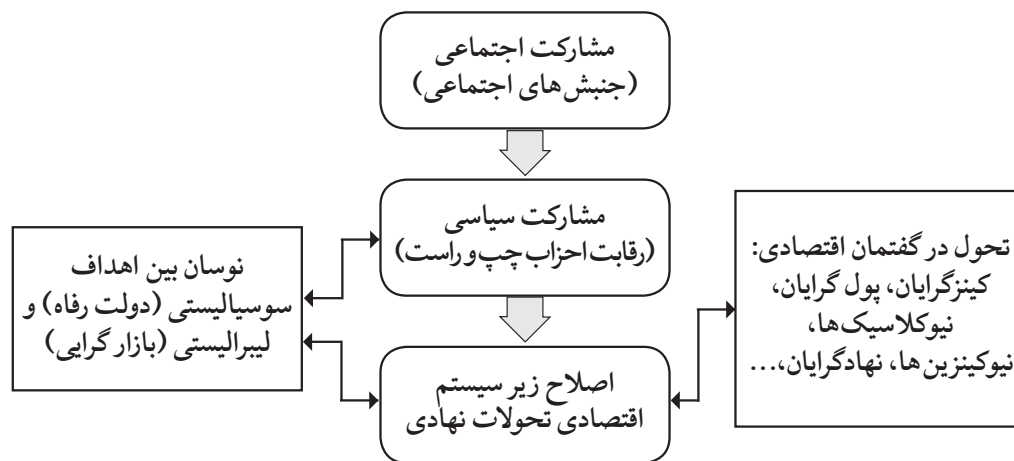 مشارکت اجتماعی
(جنبش‌های اجتماعی)
مشارکت سیاسی
(رقابت احزاب چپ و راست)
تحول در گفتمان اقتصادی:
کینزگرایان، پول گرایان،
نیوکلاسیک‌ها،
نیوکینزین‌ها، نهادگرایان،...
نوسان بین اهداف
سوسیالیستی (دولت رفاه) و
لیبرالیستی (بازارگرایی)
اصلاح زیر سیستم
اقتصادی تحولات نهادی